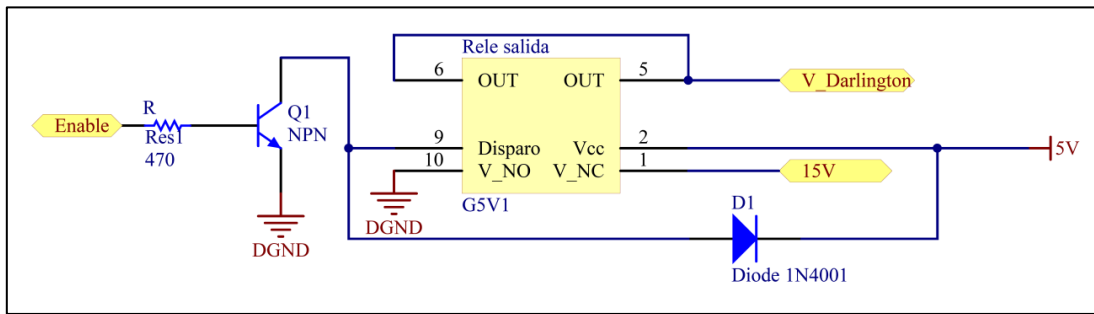 Rele salida
6 OUT OUT 5
V_Darlington
R
Enable
Res1
470
Q1
NPN
9 Disparo Vcc 2
10 V_NO V_NC 1
5V
15V
G5V1
DGND
DGND
D1
Diode 1N4001